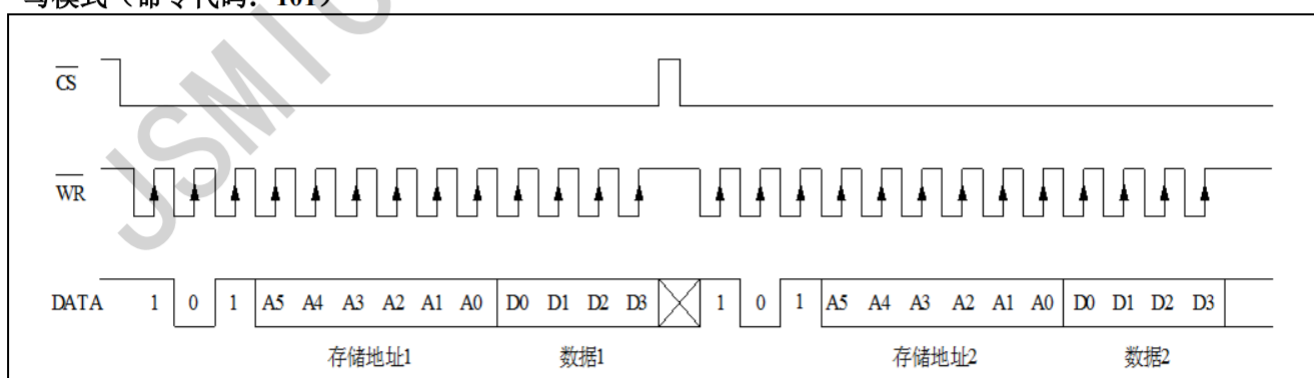 写模式（命令代码：101）
CS
WR
DATA 1 0 1 A5 A4 A3 A2 A1 A0 D0 D1 D2 D3 1 0 1 A5 A4 A3 A2 A1 A0 D0 D1 D2 D3
存储地址1 数据1 存储地址2 数据2
JSMIC